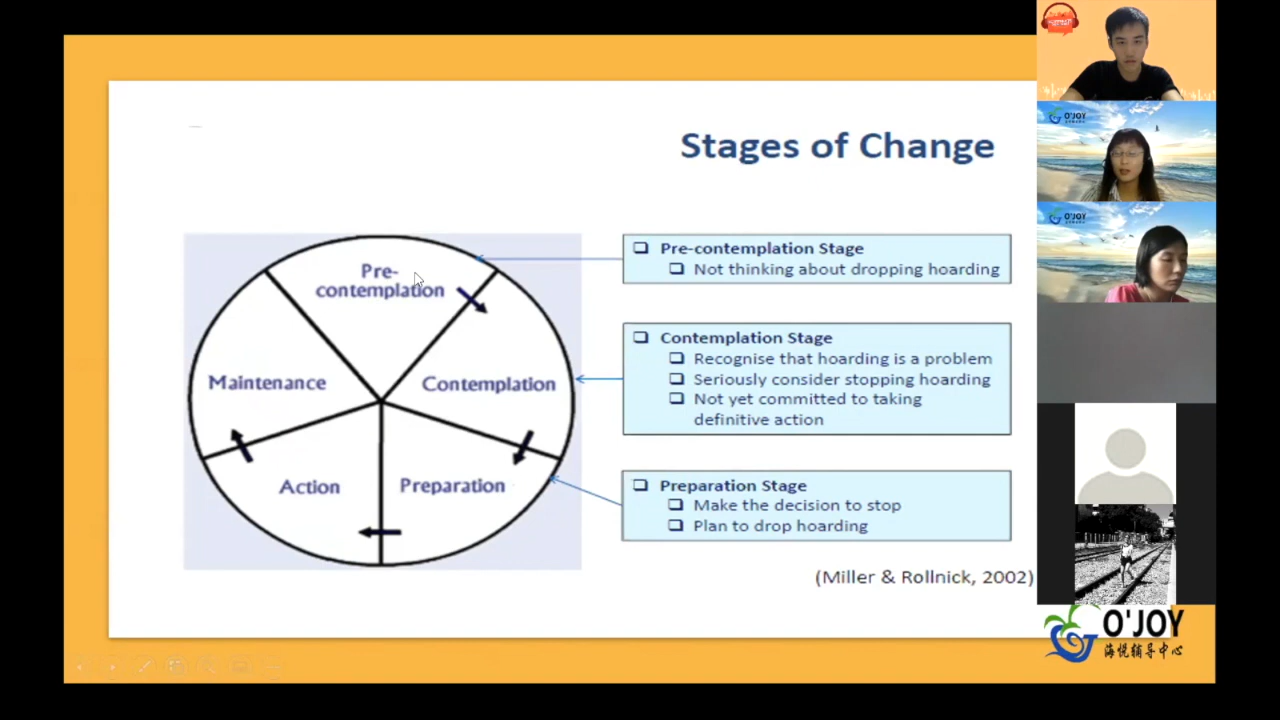 Stages of Change
Pre-
contemplation
Contemplation
Preparation
Action
Maintenance
Pre-contemplation Stage
Not thinking about dropping hoarding
Contemplation Stage
Recognise that hoarding is a problem
Seriously consider stopping hoarding
Not yet committed to taking
definitive action
Preparation Stage
Make the decision to stop
Plan to drop hoarding
(Miller & Rollnick, 2002)
O'JOY
O'JOY
O'JOY
海悦辅导中心